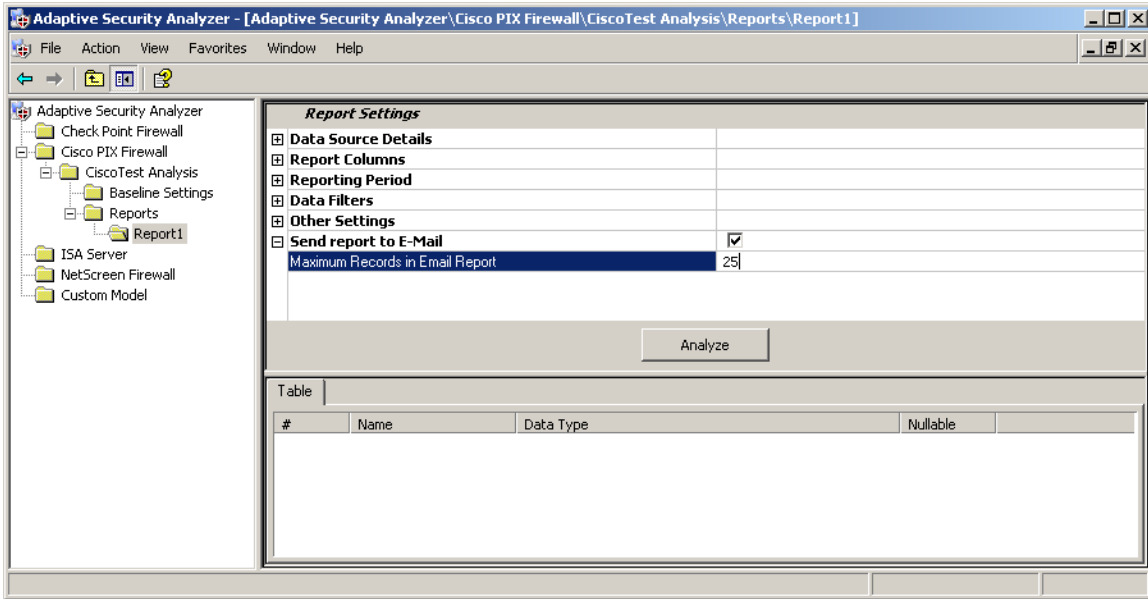 Adaptive Security Analyzer - [Adaptive Security Analyzer\Cisco PIX Firewall\CiscoTest Analysis\Reports\Report1]
File Action View Favorites Window Help
Adaptive Security Analyzer
Check Point Firewall
Cisco PIX Firewall
CiscoTest Analysis
Baseline Settings
Reports
Report1
ISA Server
NetScreen Firewall
Custom Model
Report Settings
Data Source Details
Report Columns
Reporting Period
Data Filters
Other Settings
Send report to E-Mail
Maximum Records in Email Report 25
Analyze
Table
# Name Data Type Nullable